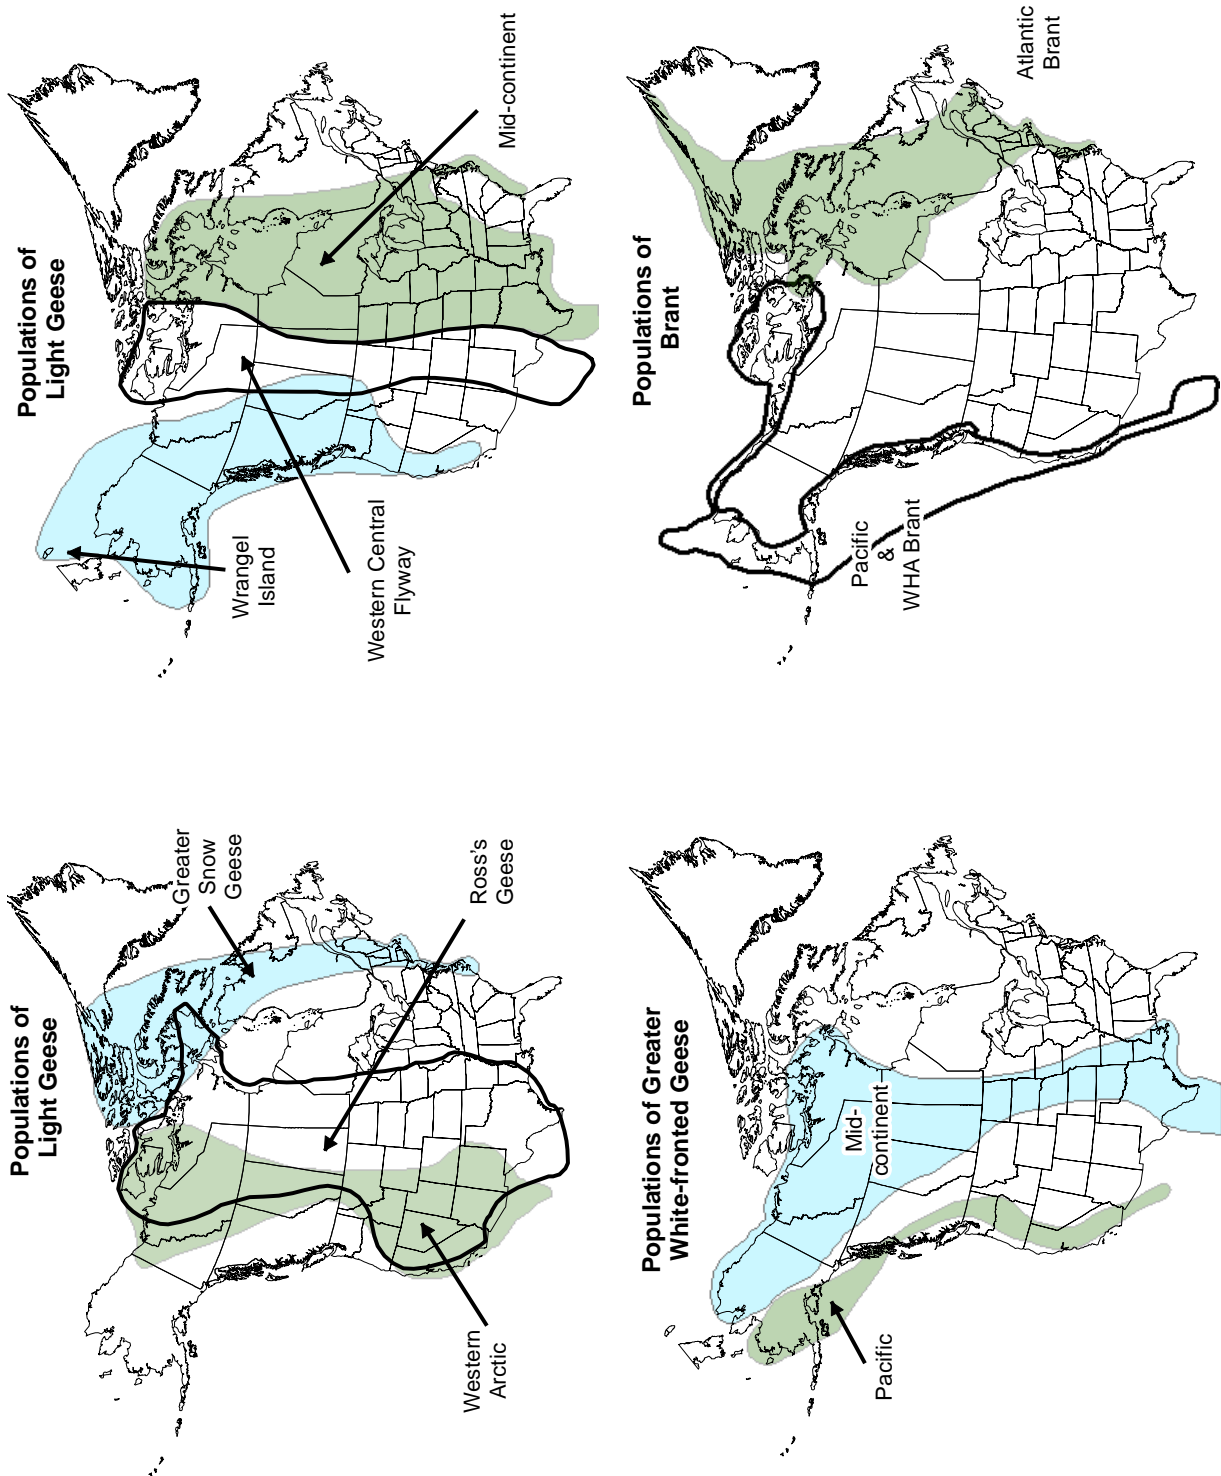 Populations of
Light Geese
Wrangel
Island
Western Central
Flyway
Mid-continent
Populations of
Brant
Pacific
&
WHA Brant
Atlantic
Brant
Populations of
Light Geese
Greater
Snow
Geese
Ross's
Geese
Western
Arctic
Populations of Greater
White-fronted Geese
Mid-
continent
Pacific